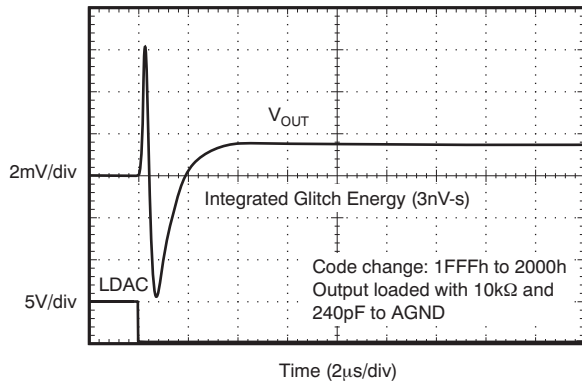 V_OUT
2mV/div
Integrated Glitch Energy (3nV-s)
Code change: 1FFFh to 2000h
LDAC
Output loaded with 10kΩ and
5V/div
240pF to AGND
Time (2μs/div)